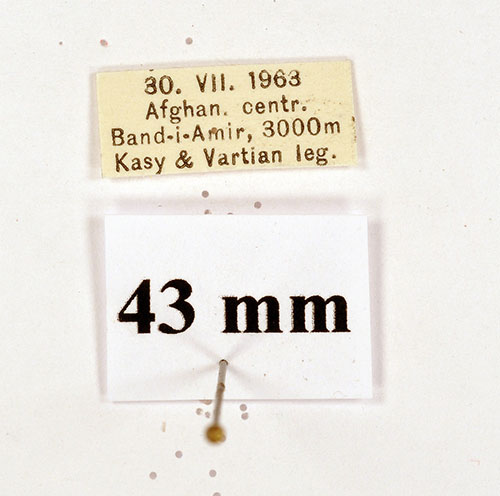 30. VII. 1963
Afghan. centr.
Band-i-Amir, 3000m
Kasy & Vartian leg.
43 mm